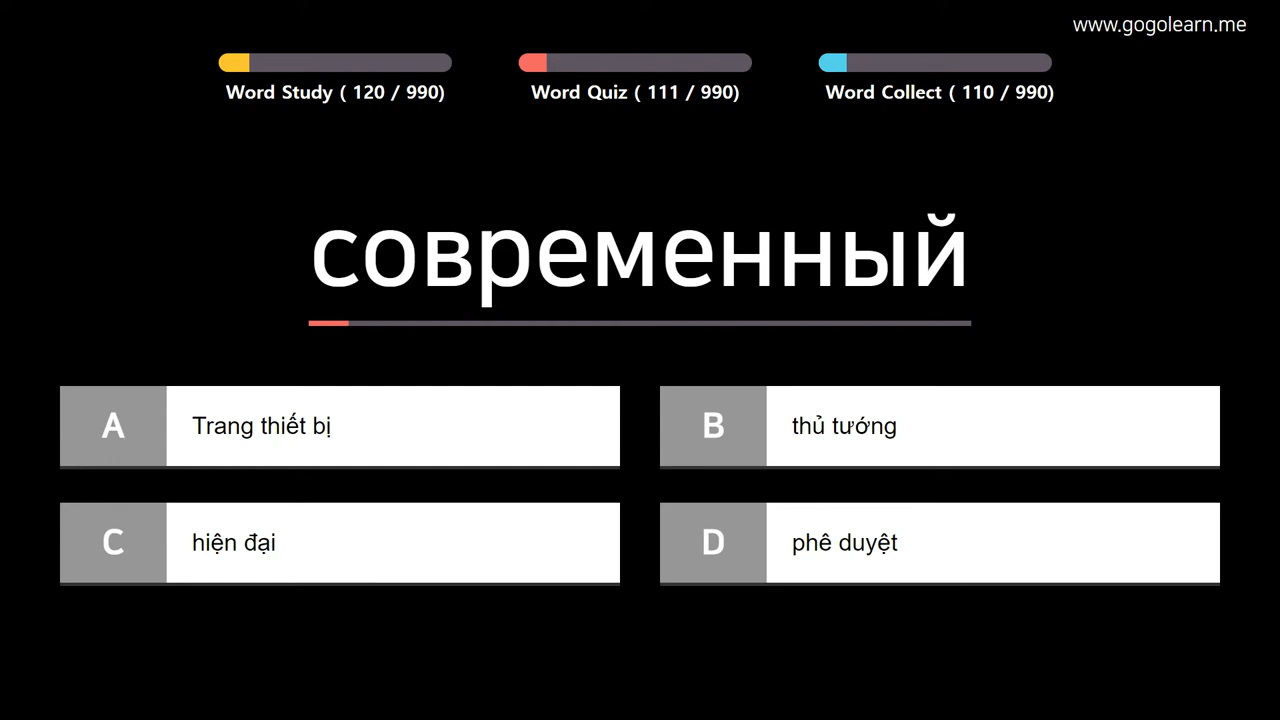 www.gogolearn.me
Word Study ( 120 / 990)
Word Quiz ( 111 / 990)
Word Collect ( 110 / 990)
современный
A Trang thiết bị
B thủ tướng
C hiện đại
D phê duyệt